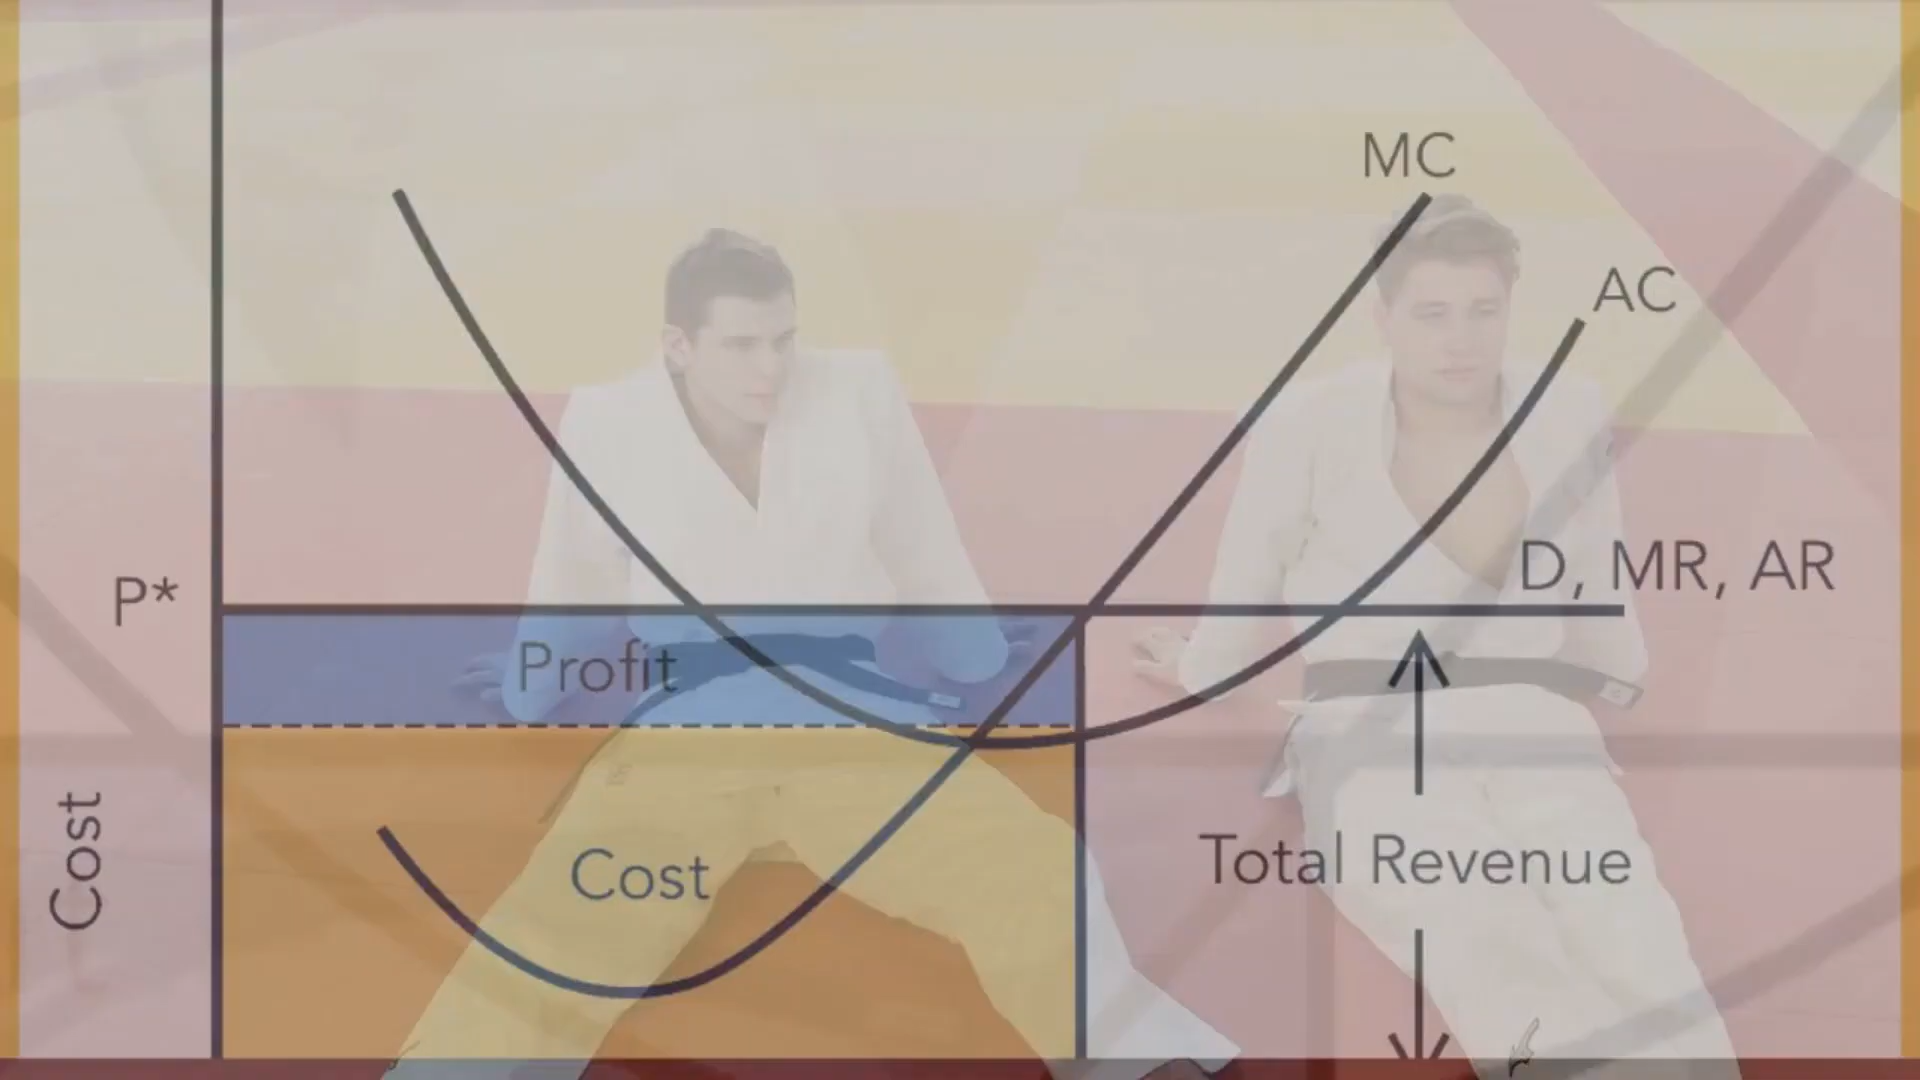 MC
AC
D, MR, AR
P*
Profit
Cost
Total Revenue
Cost